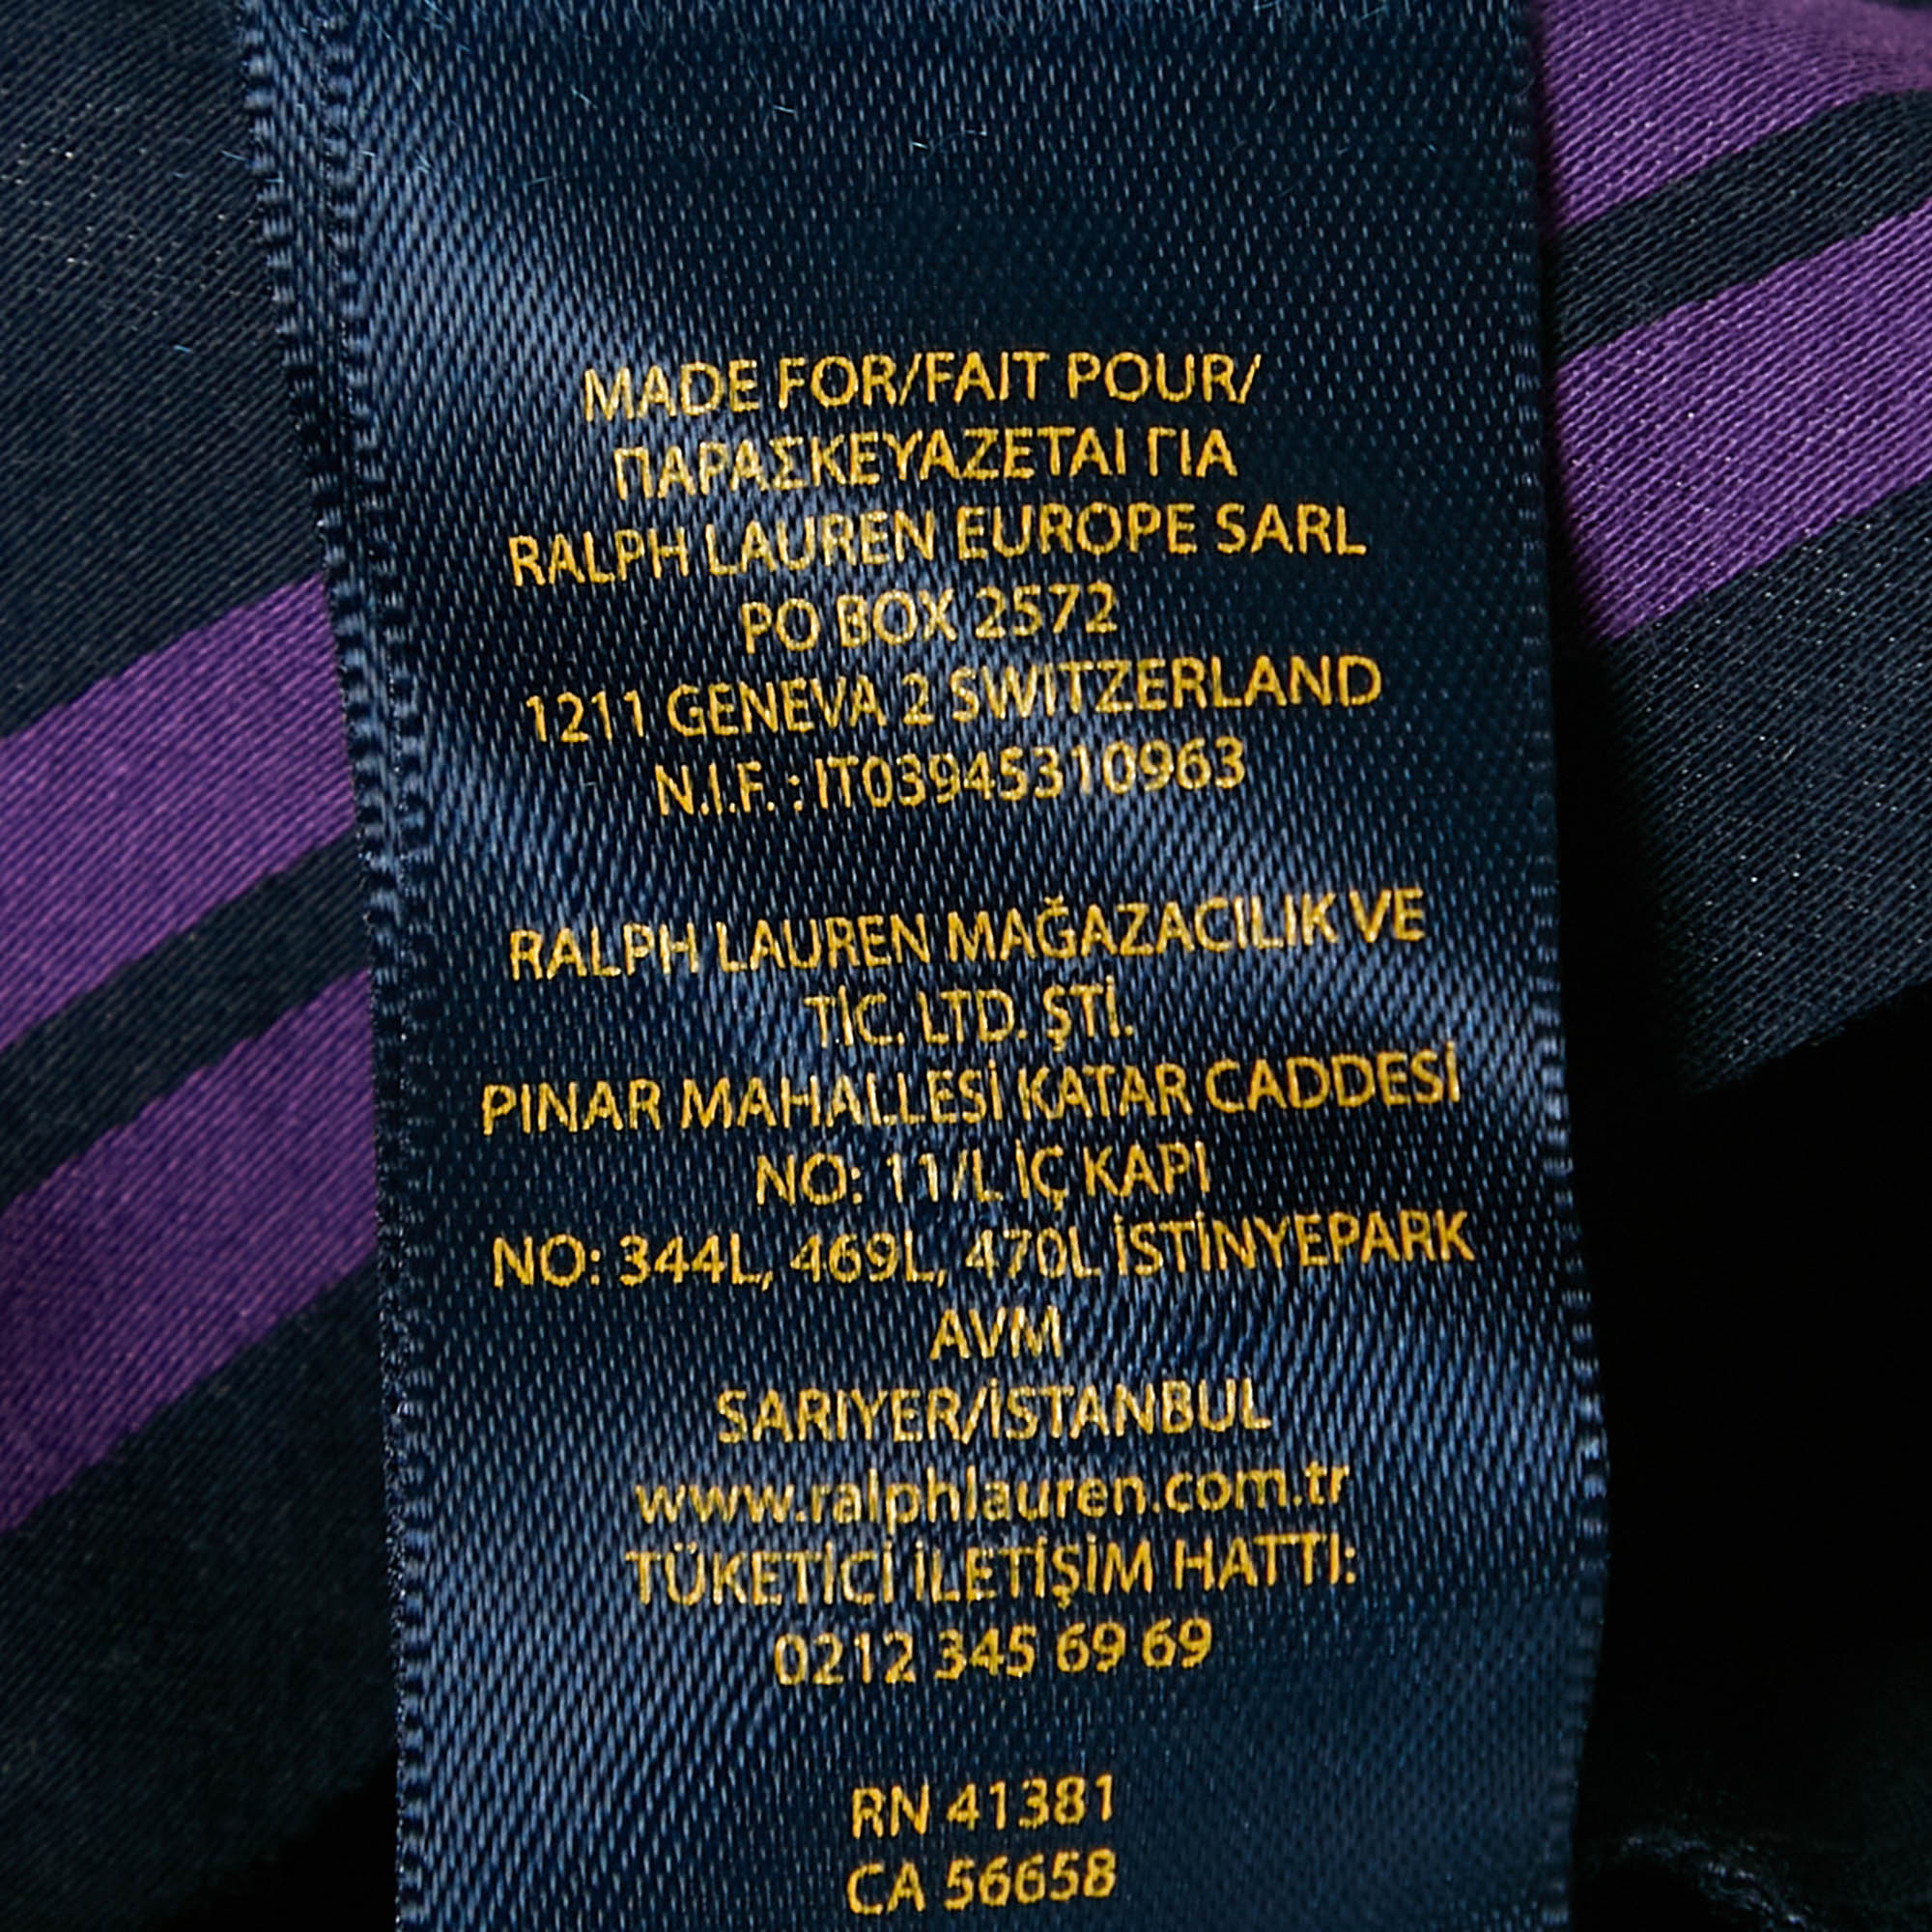 MADE FOR/FAIT POUR/
ΠΑΡΑΣΚΕΥΑΖΕΤΑΙ ΓΙΑ
RALPH LAUREN EUROPE SARL
PO BOX 2572
1211 GENEVA 2 SWITZERLAND
N.I.F. : IT03945310963
RALPH LAUREN MAĞAZACILIK VE
TİC. LTD. ŞTİ.
PINAR MAHALLESİ KATAR CADDESİ
NO: 11/L İÇ KAPI
NO: 344L, 469L, 470L İSTİNYEPARK
AVM
SARIYER/İSTANBUL
www.ralphlauren.com.tr
TÜKETİCİ İLETİŞİM HATTI:
0212 345 69 69
RN 41381
CA 56658